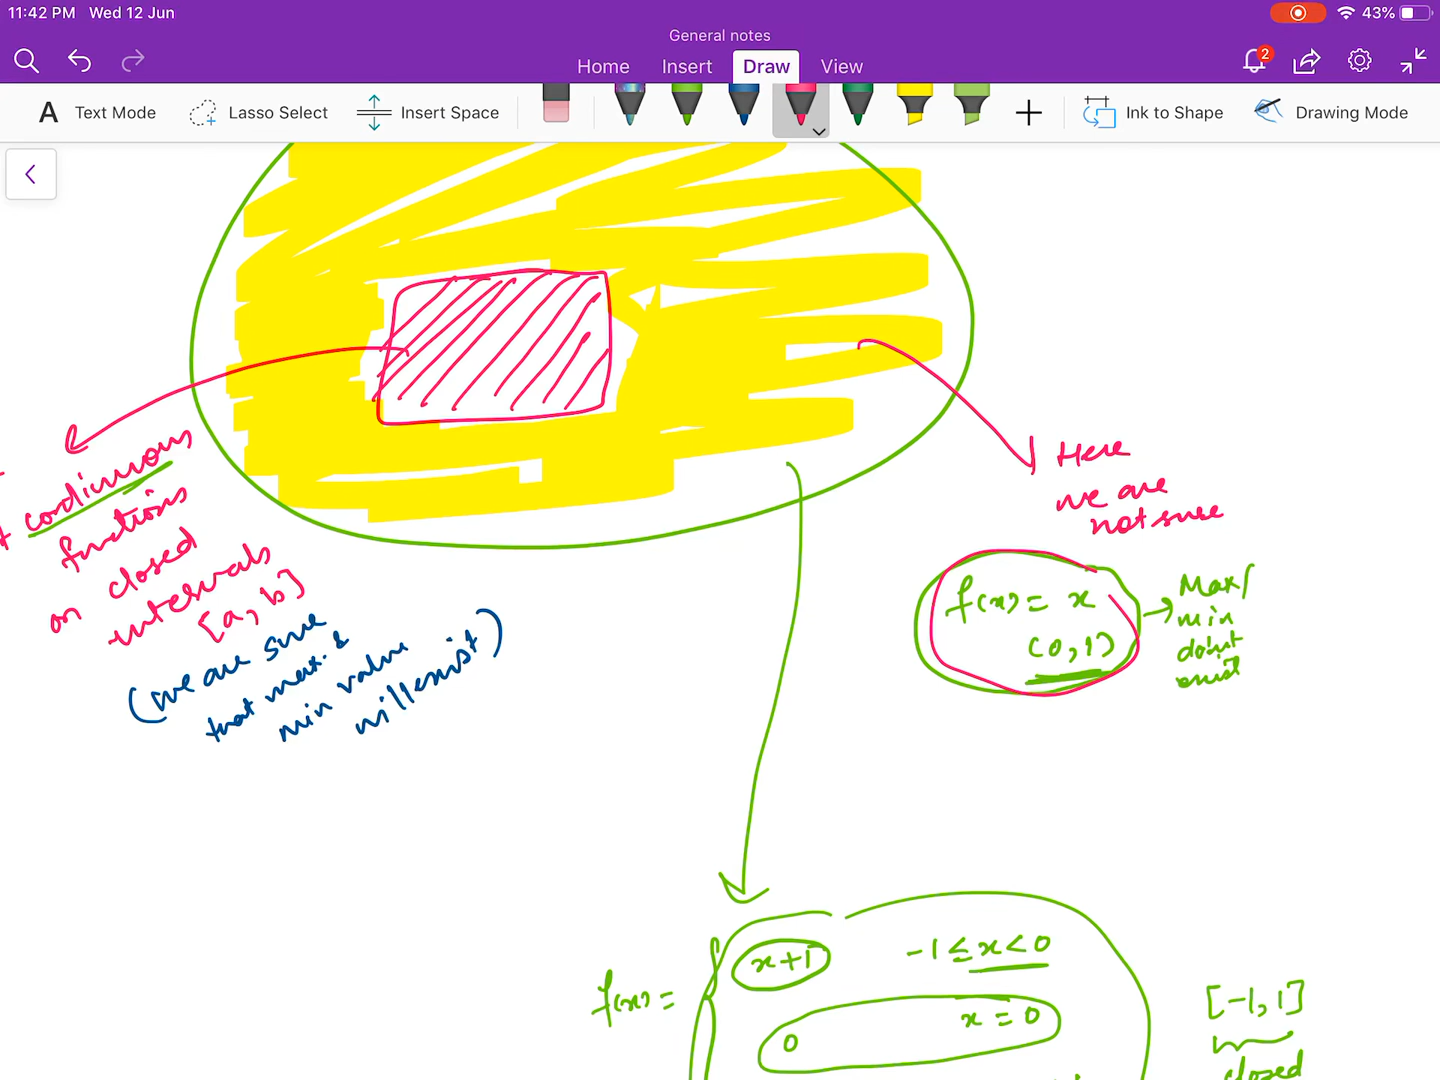 11:42 PM Wed 12 Jun
43%
General notes
Home Insert Draw View
2
A Text Mode Lasso Select Insert Space Ink to Shape Drawing Mode
continuous
functions
on closed
intervals
[a, b]
(we are sure
that max. &
min value
will exist)
Here
we are
not sure
f(x) = x
(0, 1)
Max/
min
don't
exist
f(x) =
x+1 -1 ≤ x < 0
0 x = 0
[-1, 1]
closed